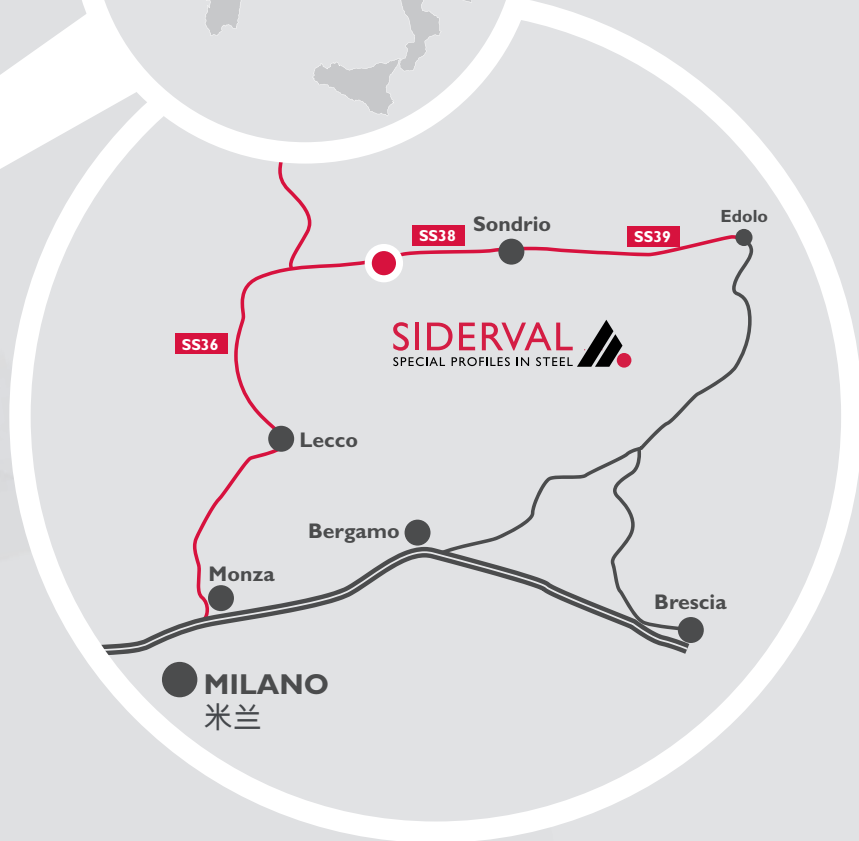 Edolo
SS38
Sondrio
SS39
SIDERVAL
SPECIAL PROFILES IN STEEL
SS36
Lecco
Bergamo
Monza
Brescia
MILANO
米兰